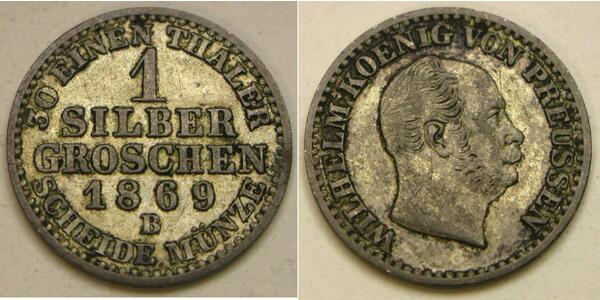 30 EINEN THALER
1
SILBER
GROSCHEN
1869
B
SCHEIDE MÜNZE
WILHELM KOENIG VON PREUSSEN